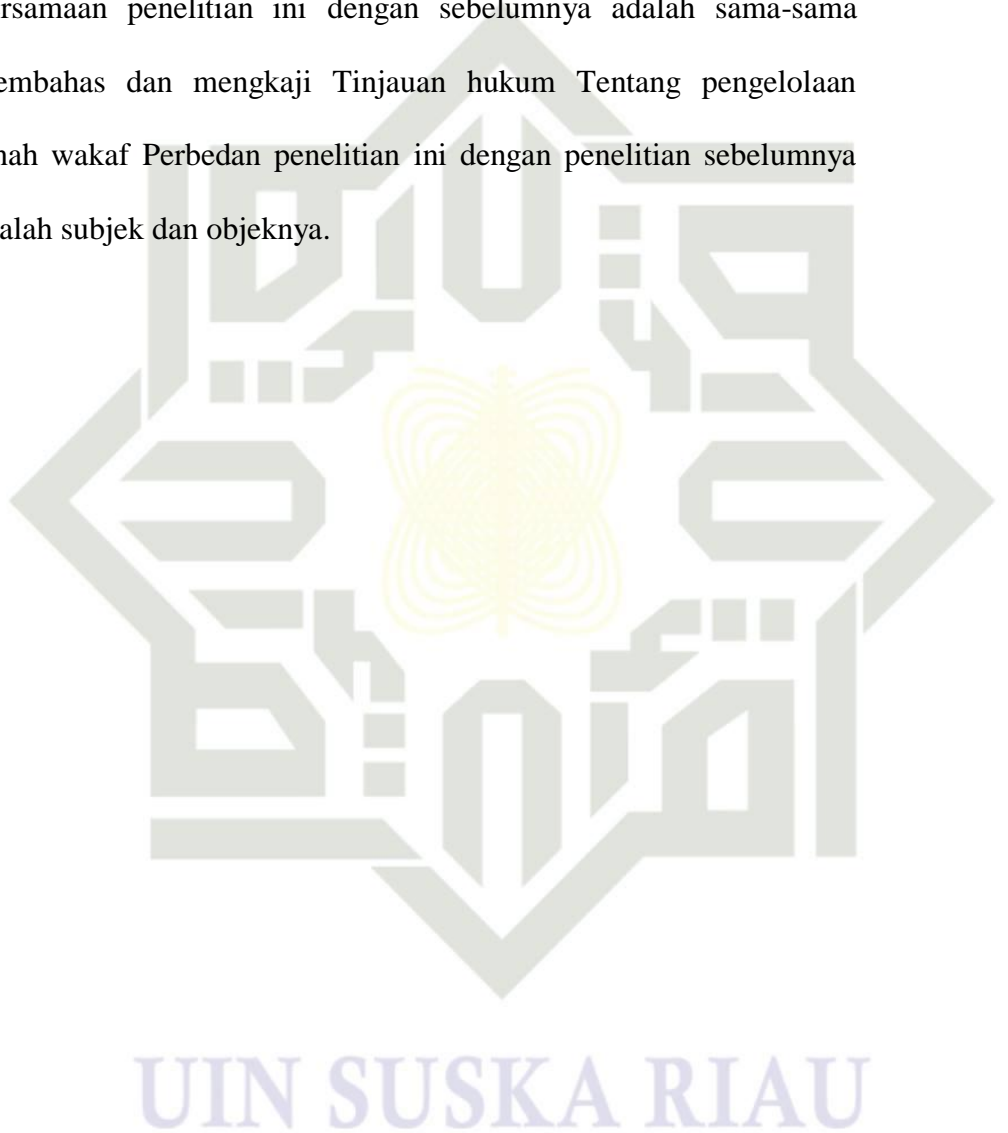 rsamaan penelitian ini dengan sebelumnya adalah sama-sama
embahas dan mengkaji Tinjauan hukum Tentang pengelolaan
nah wakaf Perbedan penelitian ini dengan penelitian sebelumnya
alah subjek dan objeknya.
UIN SUSKA RIAU